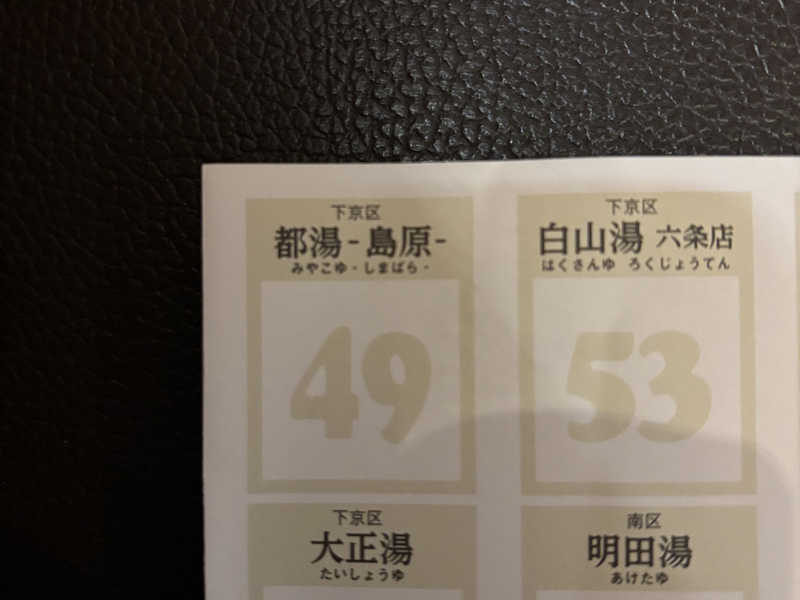 下京区
都湯-島原-
みやこゆ-しまばら-
49
下京区
白山湯 六条店
はくさんゆ ろくじょうてん
53
下京区
大正湯
たいしょうゆ
南区
明田湯
あけたゆ